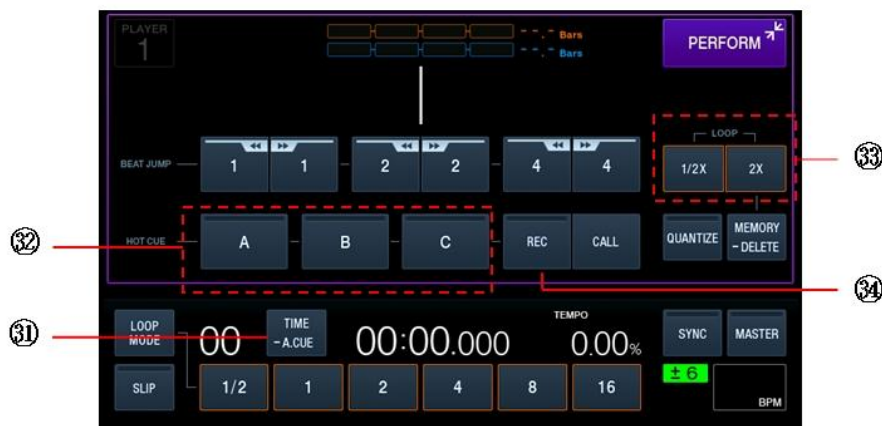 PLAYER
1
--.- Bars
--.- Bars
PERFORM
LOOP
1/2X 2X
㉝
BEAT JUMP 1 1 2 2 4 4
㉜
HOT CUE A B C REC CALL QUANTIZE MEMORY
-DELETE
㉞
㉛
LOOP
MODE
00
TIME
-A.CUE
00:00.000
TEMPO
0.00%
SYNC MASTER
SLIP 1/2 1 2 4 8 16
±6
BPM